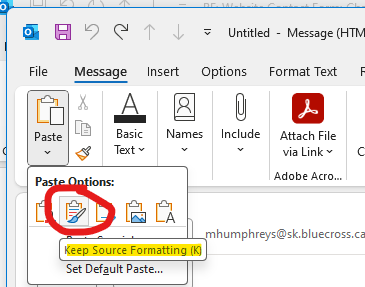 Untitled - Message (HTM
File
Message
Insert
Options
Format Text
Paste
Basic
Text
Names
Include
Attach File
via Link
Adobe Acro...
Paste Options:
mhumphreys@sk.bluecross.ca
Keep Source Formatting (K)
Set Default Paste...